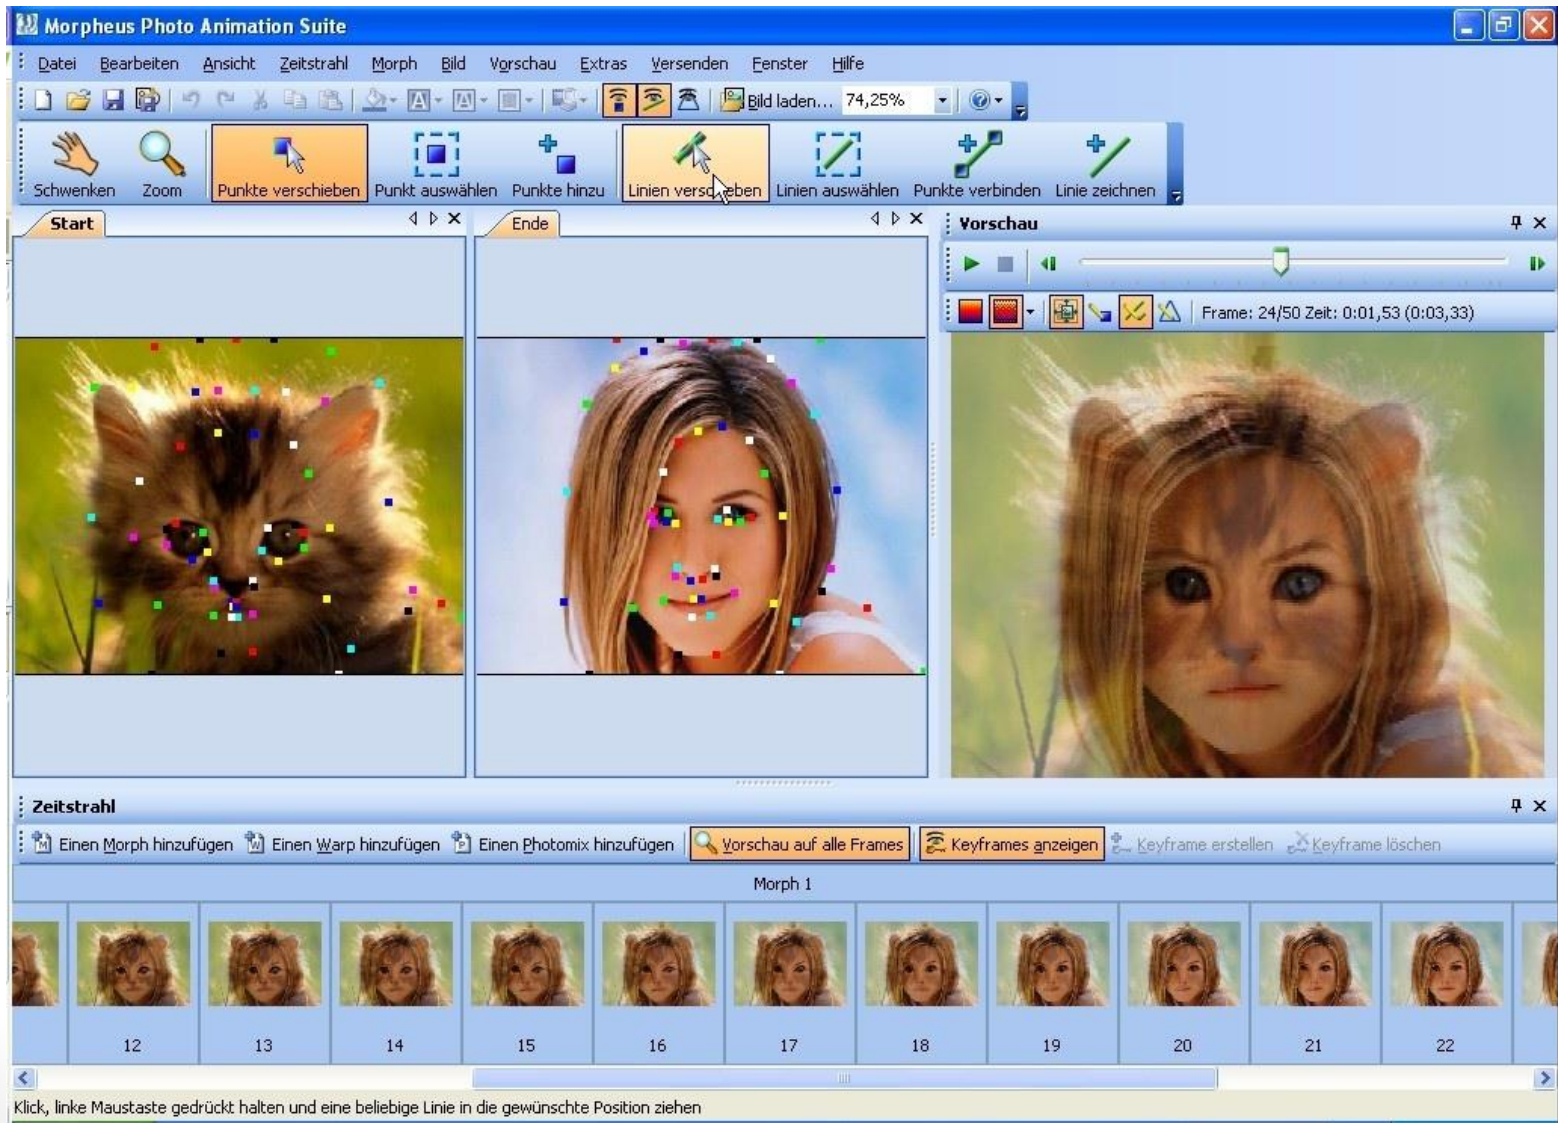 Morpheus Photo Animation Suite
Datei Bearbeiten Ansicht Zeitstrahl Morph Bild Vorschau Extras Versenden Fenster Hilfe
Bild laden... 74,25%
Schwenken Zoom Punkte verschieben Punkt auswählen Punkte hinzu Linien verschieben Linien auswählen Punkte verbinden Linie zeichnen
Start Ende Vorschau
Frame: 24/50 Zeit: 0:01,53 (0:03,33)
Zeitstrahl
Einen Morph hinzufügen Einen Warp hinzufügen Einen Photomix hinzufügen Vorschau auf alle Frames Keyframes anzeigen Keyframe erstellen Keyframe löschen
Morph 1
12 13 14 15 16 17 18 19 20 21 22
Klick, linke Maustaste gedrückt halten und eine beliebige Linie in die gewünschte Position ziehen